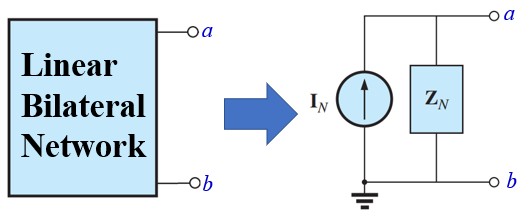 Linear
Bilateral
Network
a
b
I_N
Z_N
a
b